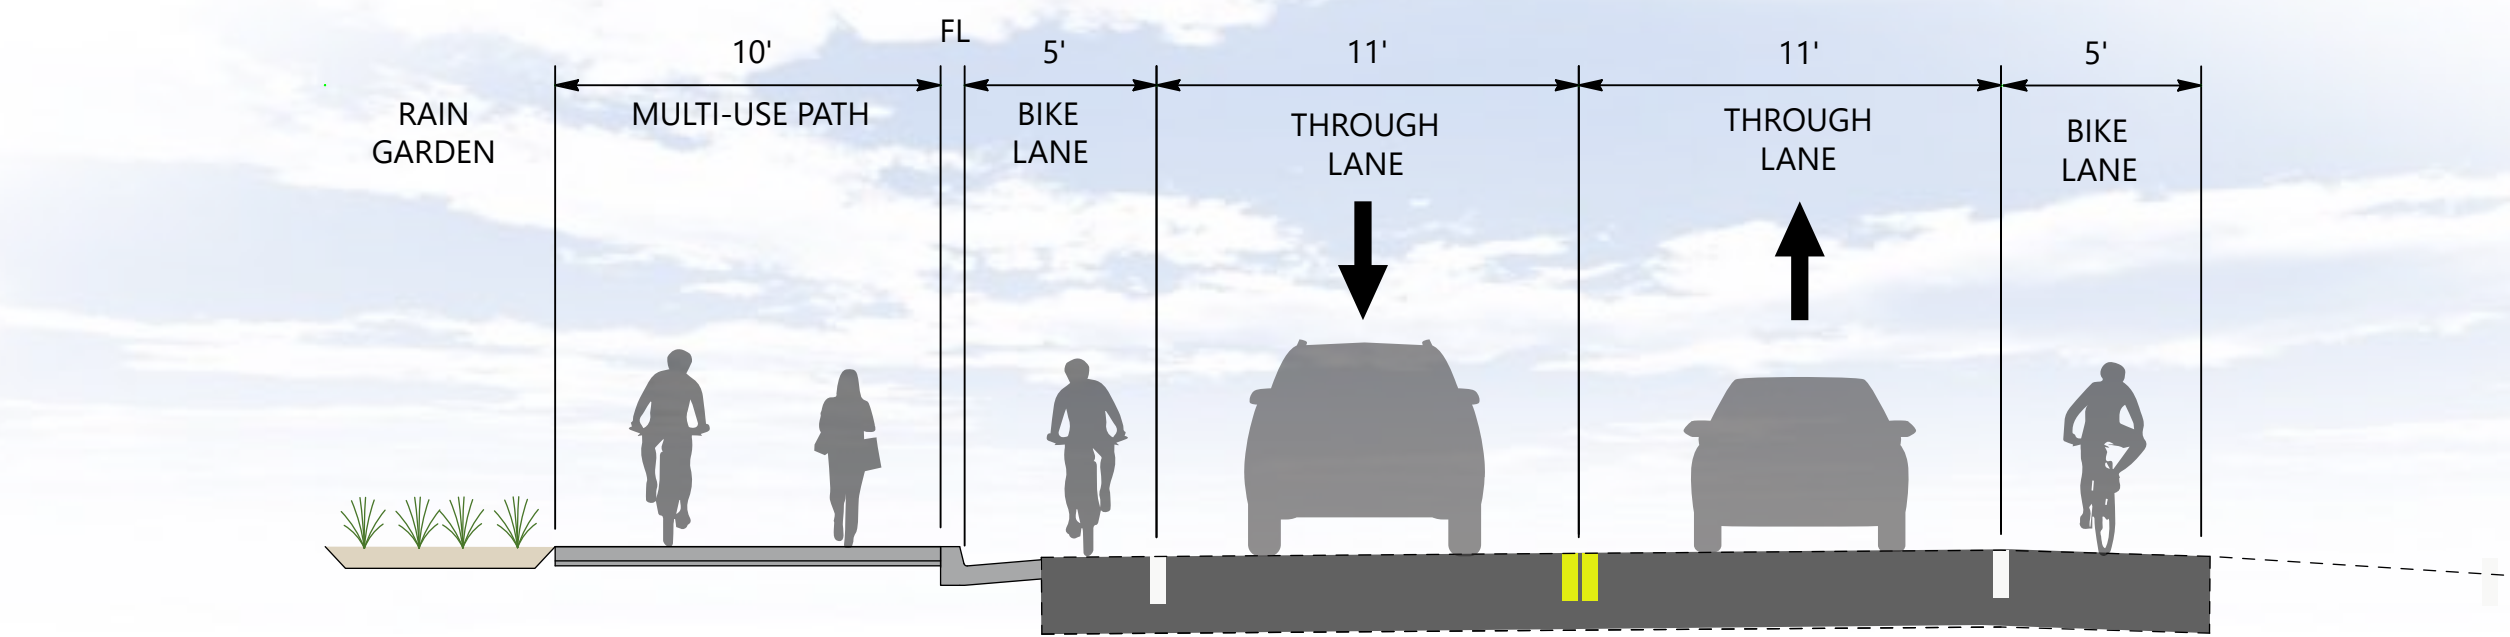 FL
10'
5'
11'
11'
5'
RAIN
GARDEN
MULTI-USE PATH
BIKE
LANE
THROUGH
LANE
THROUGH
LANE
BIKE
LANE